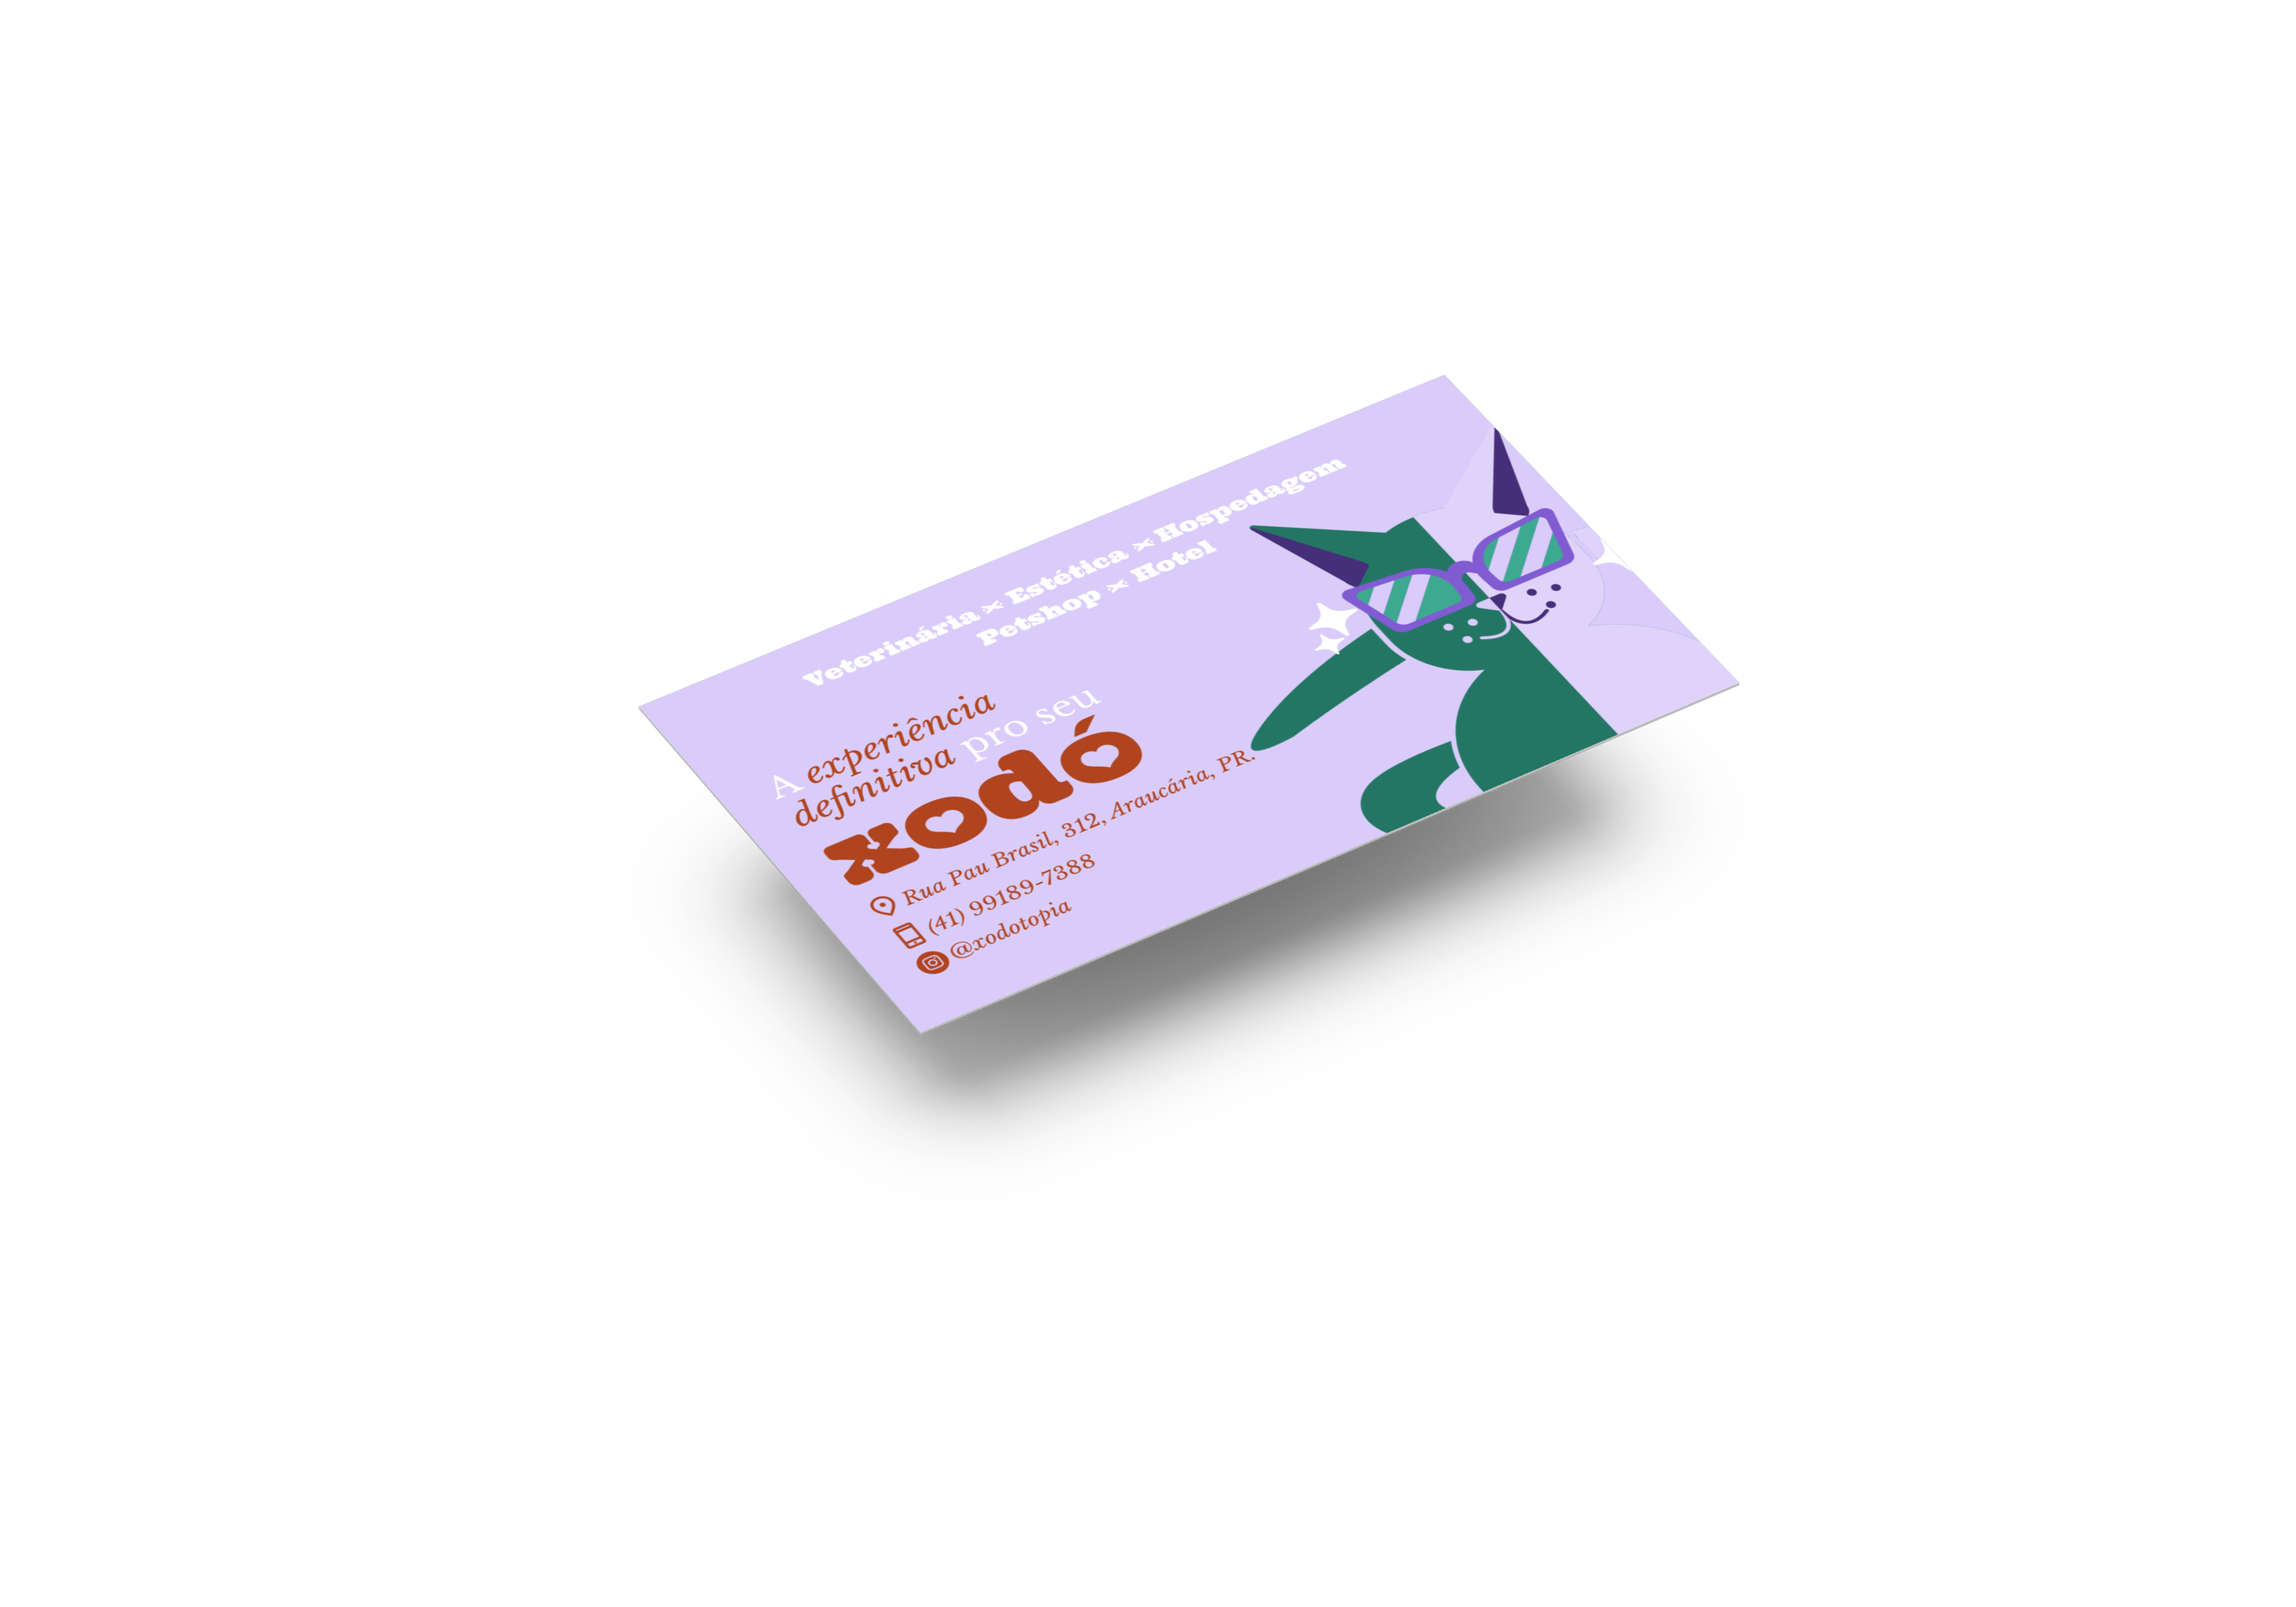 Veterinária x Estética x Hospedagem
Petshop x Hotel
A experiência
definitiva pro seu
xodó
Rua Pau Brasil, 312, Araucária, PR.
(41) 99189-7388
@xodotopia